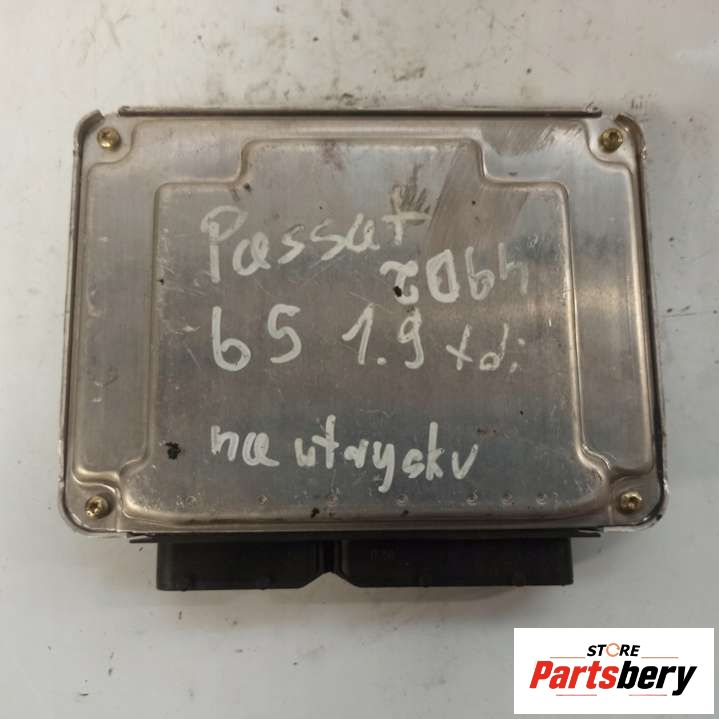 Passat
2064
b5 1.9 tdi
na wtrysku
STORE
Partsbery